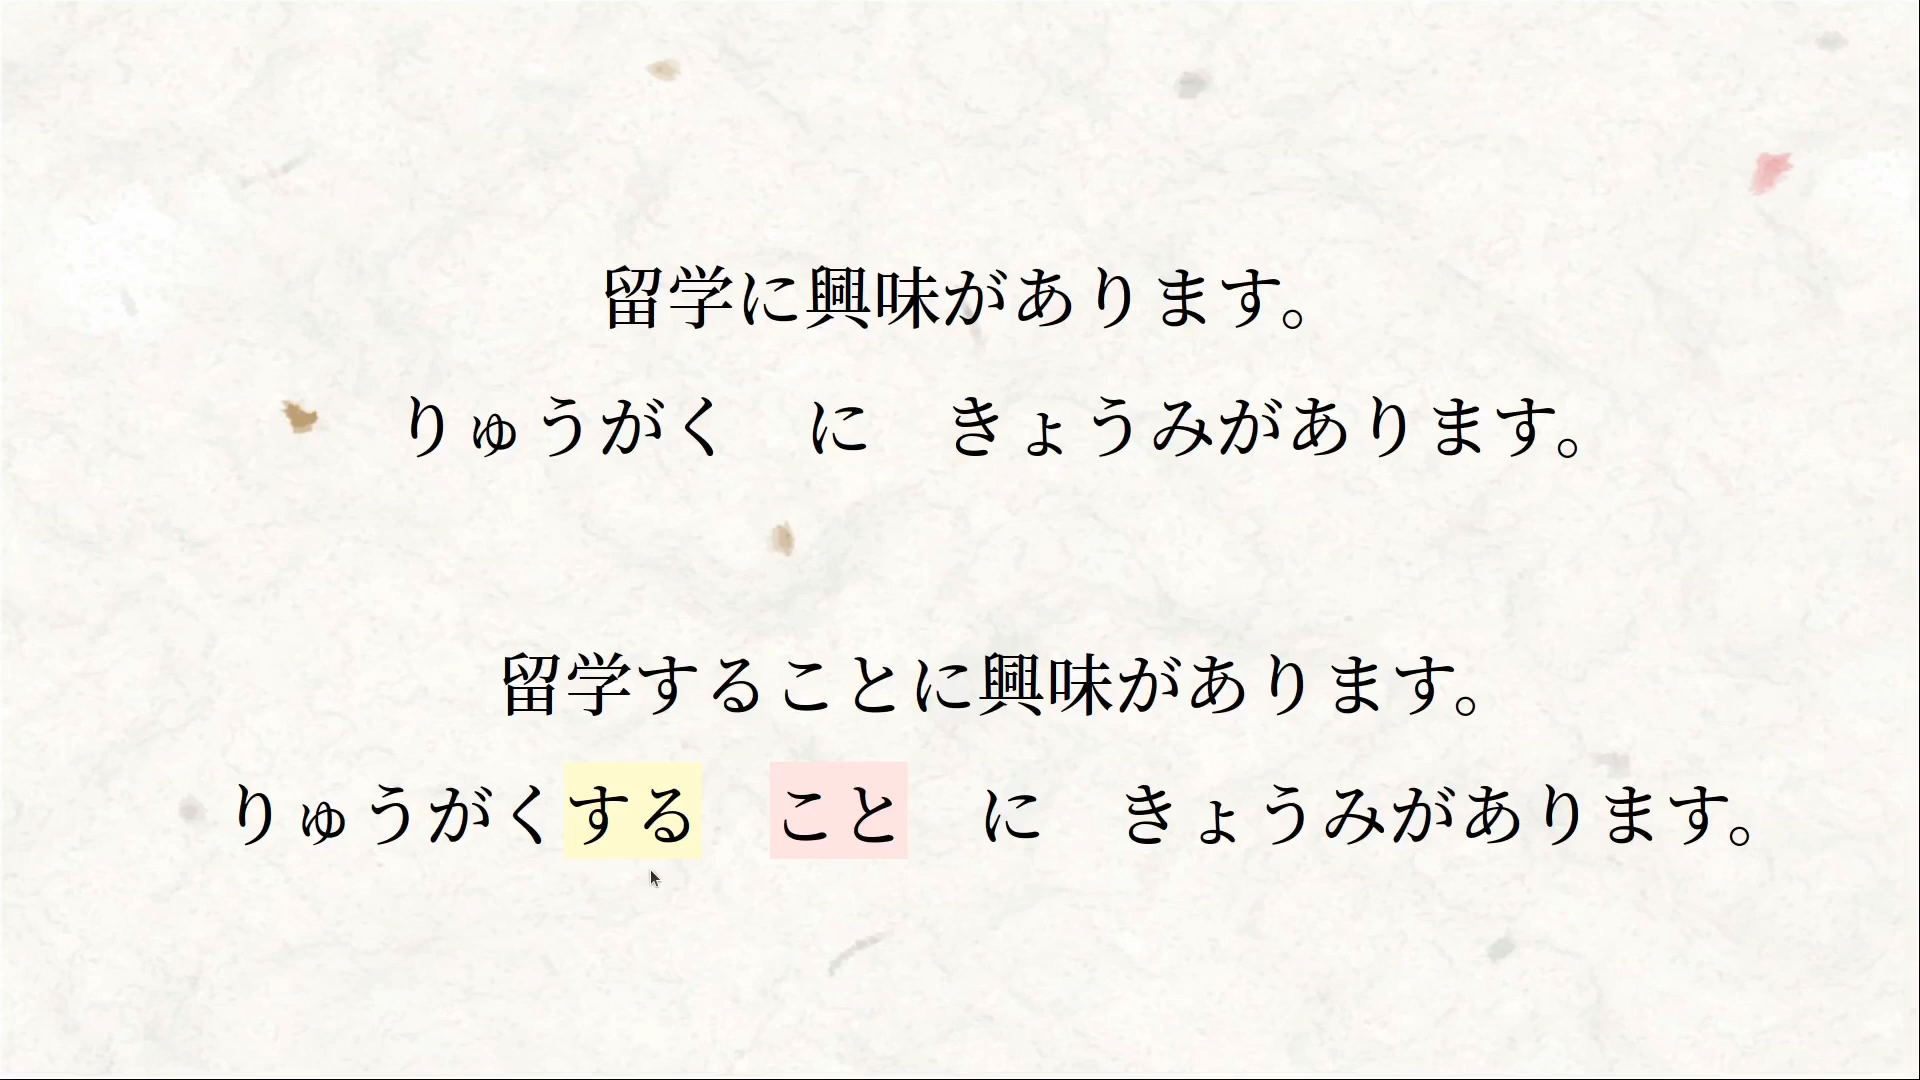 留学に興味があります。
りゅうがく　に　きょうみがあります。
留学することに興味があります。
りゅうがくする　こと　に　きょうみがあります。